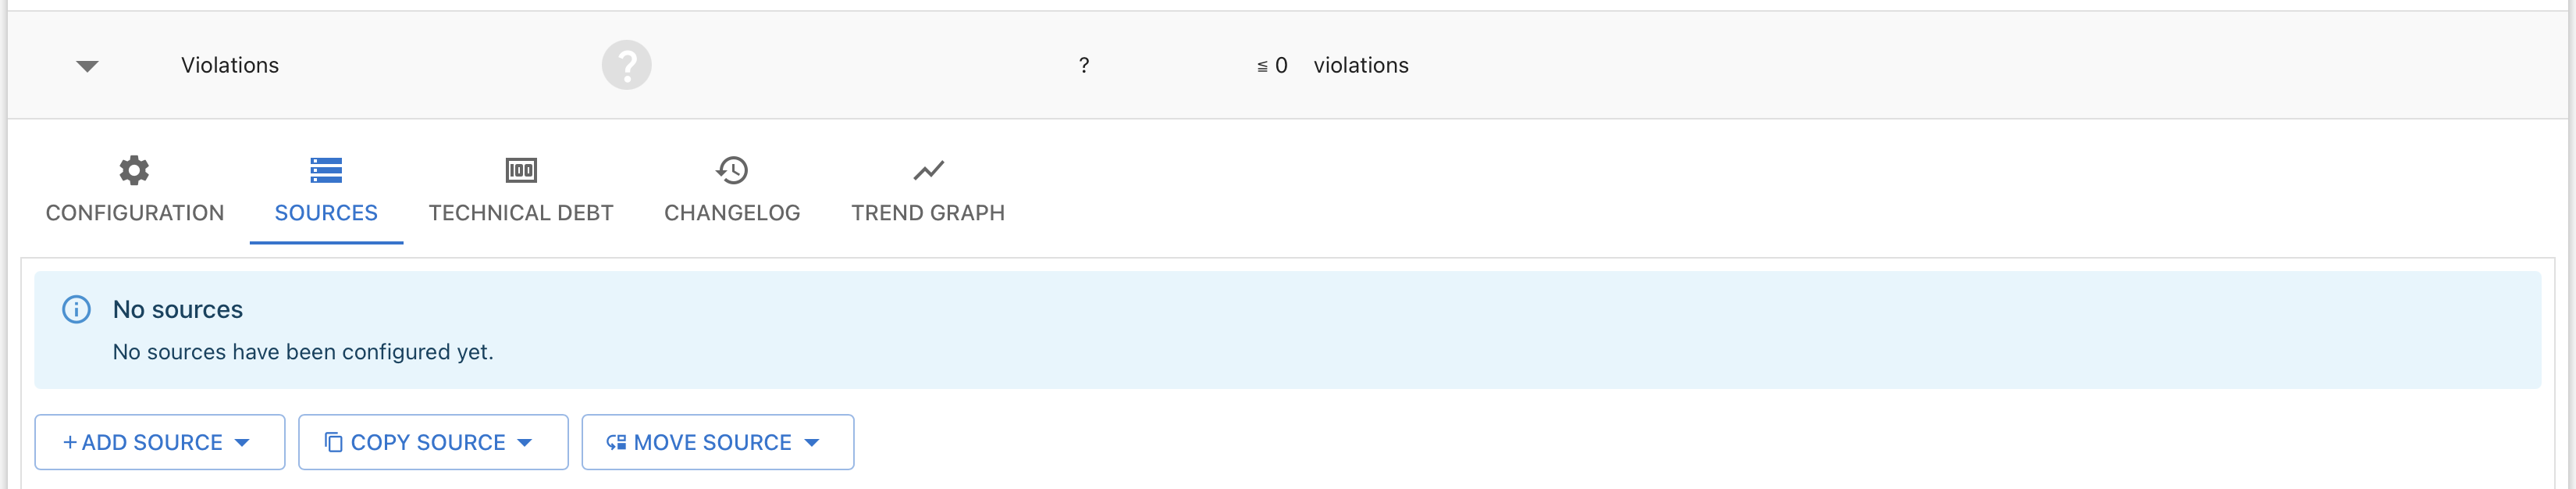 Violations ? ? ≦ 0 violations
CONFIGURATION SOURCES TECHNICAL DEBT CHANGELOG TREND GRAPH
No sources
No sources have been configured yet.
+ ADD SOURCE COPY SOURCE MOVE SOURCE